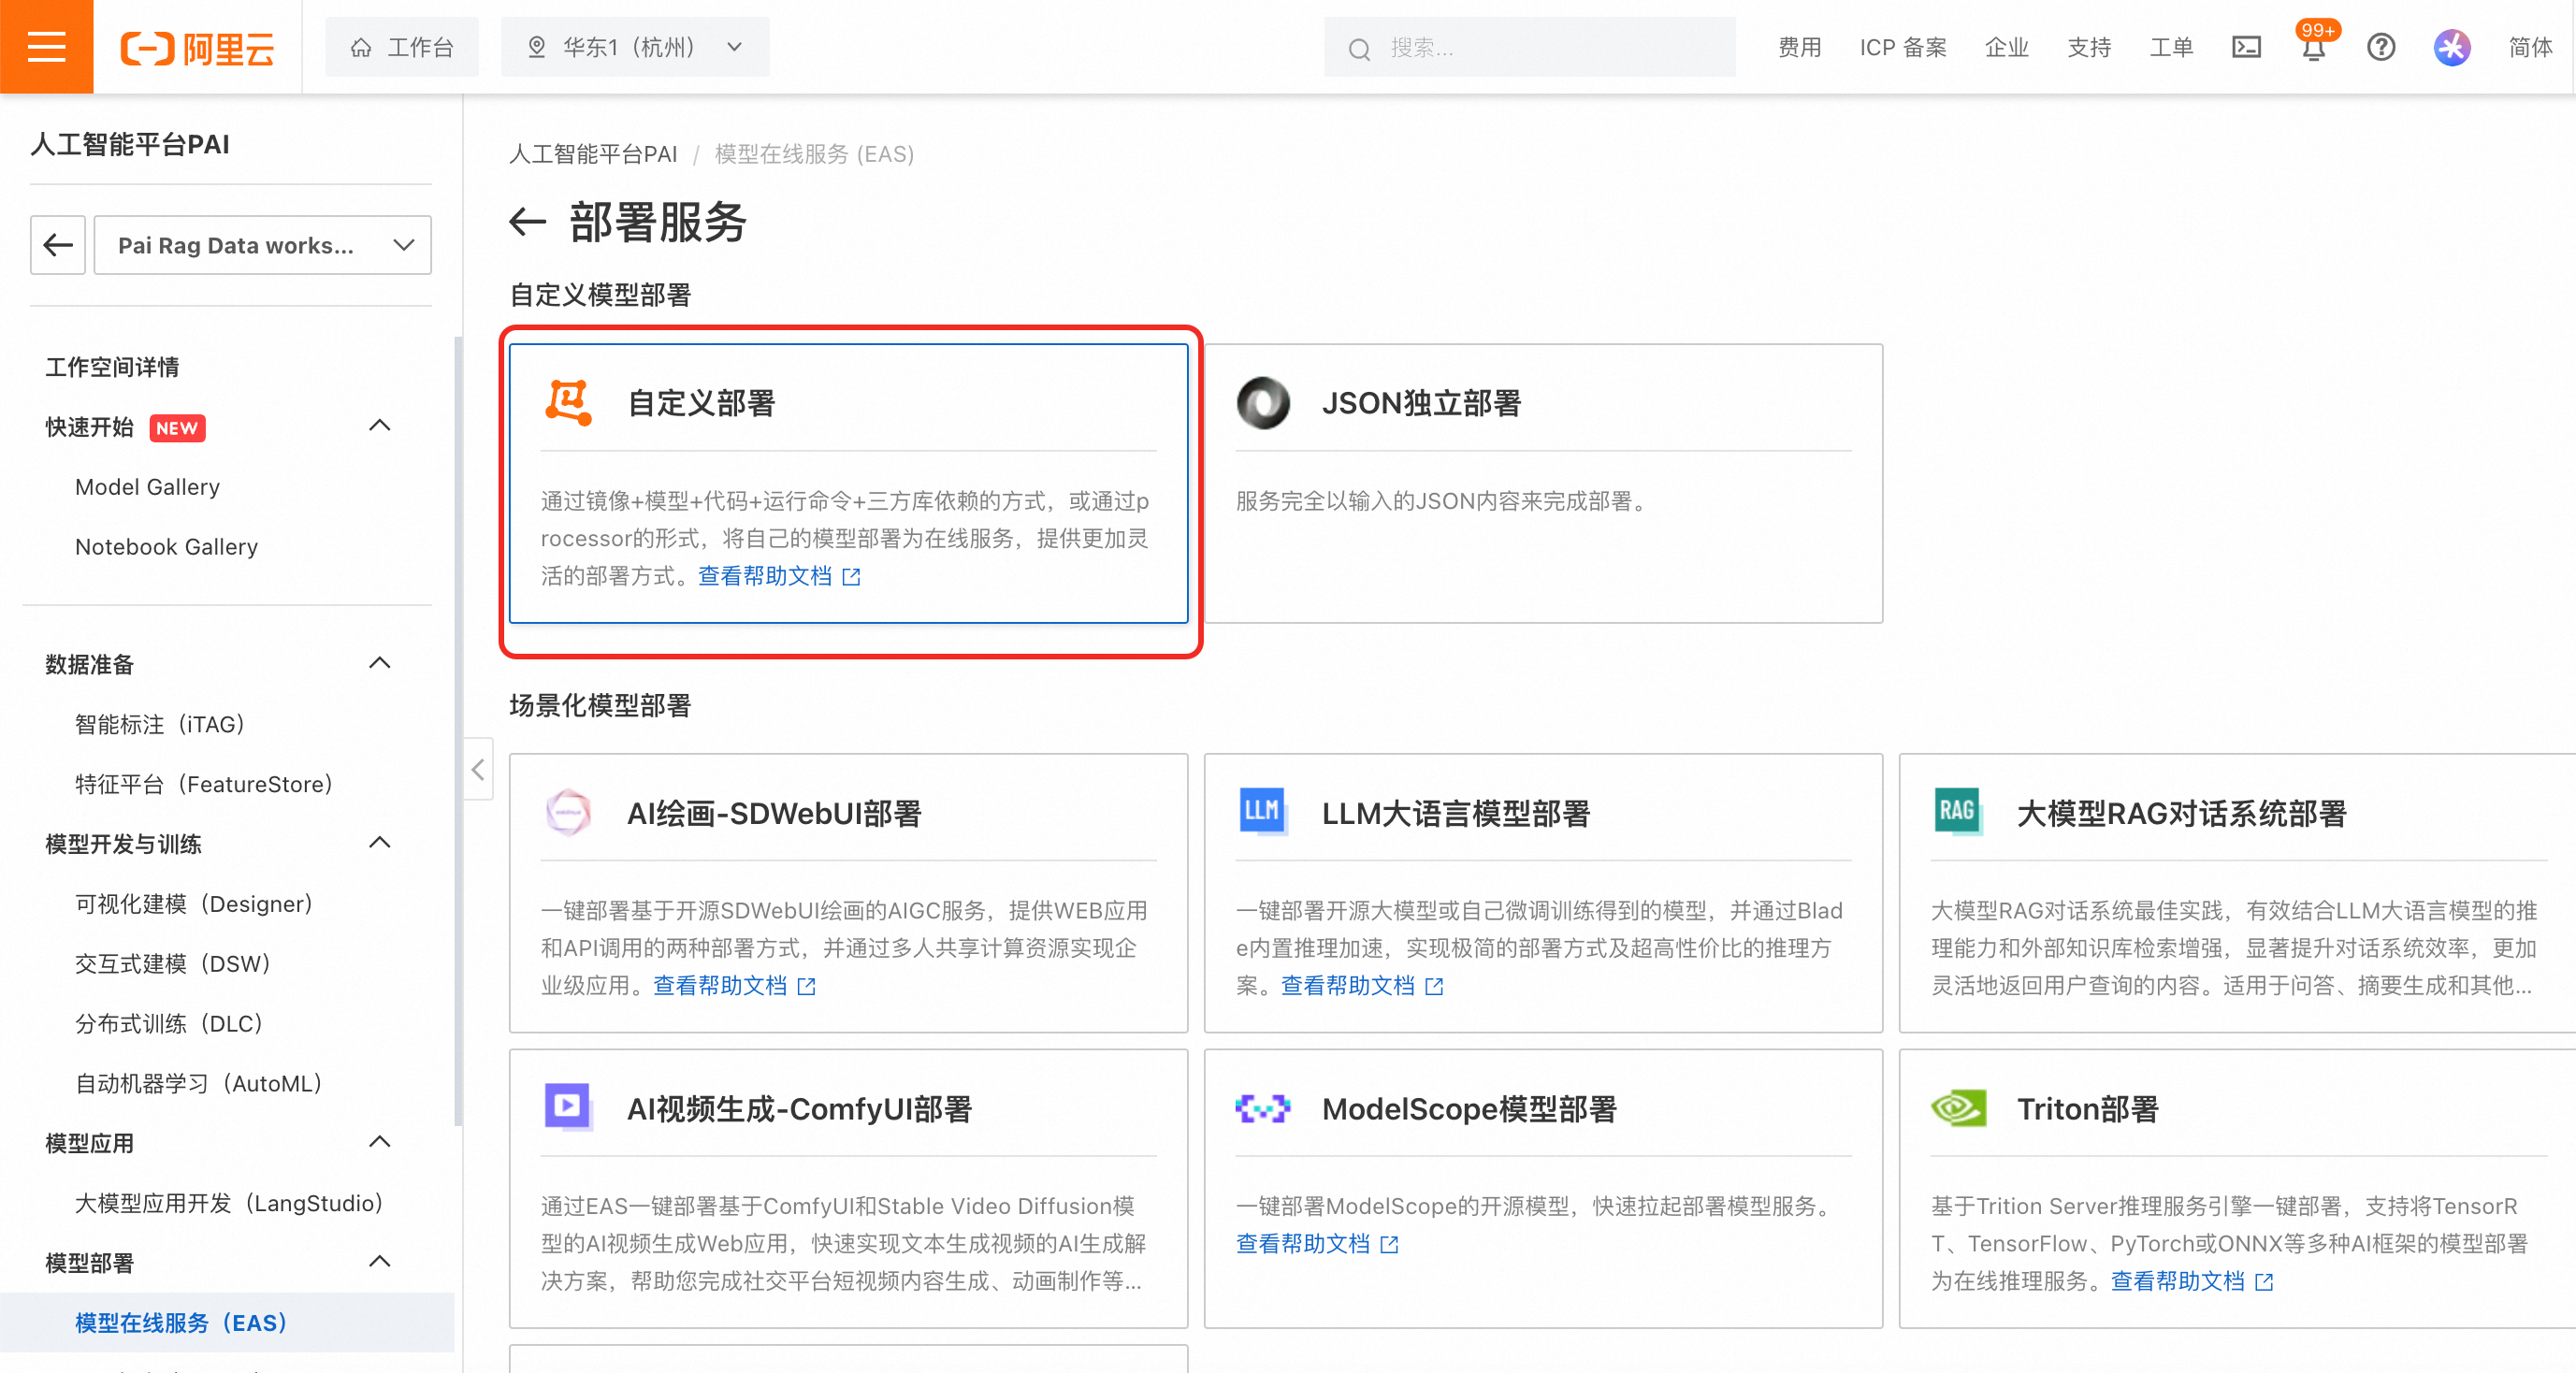 阿里云
工作台
华东1（杭州）
搜索...
费用
ICP 备案
企业
支持
工单
99+
简体
人工智能平台PAI
Pai Rag Data works...
工作空间详情
快速开始 NEW
Model Gallery
Notebook Gallery
数据准备
智能标注（iTAG）
特征平台（FeatureStore）
模型开发与训练
可视化建模（Designer）
交互式建模（DSW）
分布式训练（DLC）
自动机器学习（AutoML）
模型应用
大模型应用开发（LangStudio）
模型部署
模型在线服务（EAS）
人工智能平台PAI / 模型在线服务 (EAS)
部署服务
自定义模型部署
自定义部署
通过镜像+模型+代码+运行命令+三方库依赖的方式，或通过p
rocessor的形式，将自己的模型部署为在线服务，提供更加灵
活的部署方式。查看帮助文档
JSON独立部署
服务完全以输入的JSON内容来完成部署。
场景化模型部署
AI绘画-SDWebUI部署
一键部署基于开源SDWebUI绘画的AIGC服务，提供WEB应用
和API调用的两种部署方式，并通过多人共享计算资源实现企
业级应用。查看帮助文档
LLM
LLM大语言模型部署
一键部署开源大模型或自己微调训练得到的模型，并通过Blad
e内置推理加速，实现极简的部署方式及超高性价比的推理方
案。查看帮助文档
RAG
大模型RAG对话系统部署
大模型RAG对话系统最佳实践，有效结合LLM大语言模型的推
理能力和外部知识库检索增强，显著提升对话系统效率，更加
灵活地返回用户查询的内容。适用于问答、摘要生成和其他...
AI视频生成-ComfyUI部署
通过EAS一键部署基于ComfyUI和Stable Video Diffusion模
型的AI视频生成Web应用，快速实现文本生成视频的AI生成解
决方案，帮助您完成社交平台短视频内容生成、动画制作等...
ModelScope模型部署
一键部署ModelScope的开源模型，快速拉起部署模型服务。
查看帮助文档
Triton部署
基于Trition Server推理服务引擎一键部署，支持将TensorR
T、TensorFlow、PyTorch或ONNX等多种AI框架的模型部署
为在线推理服务。查看帮助文档